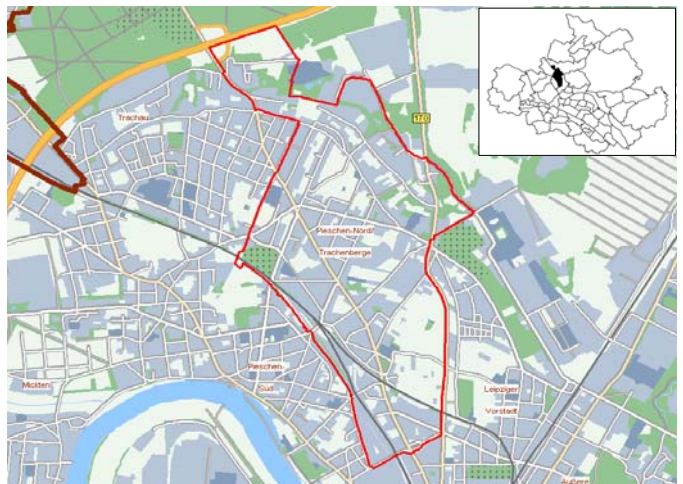 170
Trachau
Pieschen-Nord/
Trachenberge
Pieschen-
Süd
Mickten
Leipziger
Vorstadt
Äußere